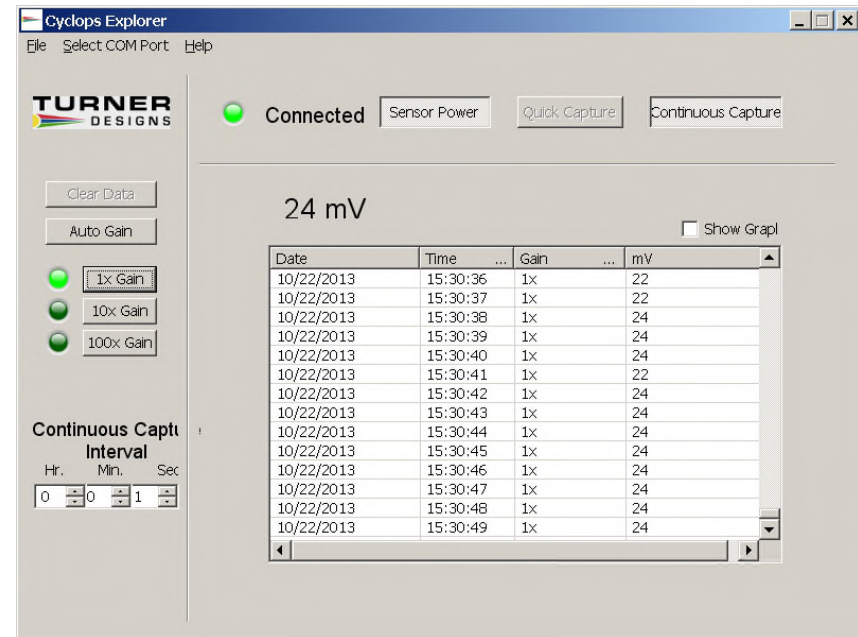 Cyclops Explorer
File Select COM Port Help
TURNER
DESIGNS
Connected
Sensor Power
Quick Capture
Continuous Capture
Clear Data
Auto Gain
1x Gain
10x Gain
100x Gain
Continuous Captu
Interval
Hr. Min. Sec
0 0 1
24 mV
Show Grapl
Date Time ... Gain ... mV
10/22/2013 15:30:36 1x 22
10/22/2013 15:30:37 1x 22
10/22/2013 15:30:38 1x 24
10/22/2013 15:30:39 1x 24
10/22/2013 15:30:40 1x 24
10/22/2013 15:30:41 1x 22
10/22/2013 15:30:42 1x 24
10/22/2013 15:30:43 1x 24
10/22/2013 15:30:44 1x 24
10/22/2013 15:30:45 1x 24
10/22/2013 15:30:46 1x 24
10/22/2013 15:30:47 1x 24
10/22/2013 15:30:48 1x 24
10/22/2013 15:30:49 1x 24